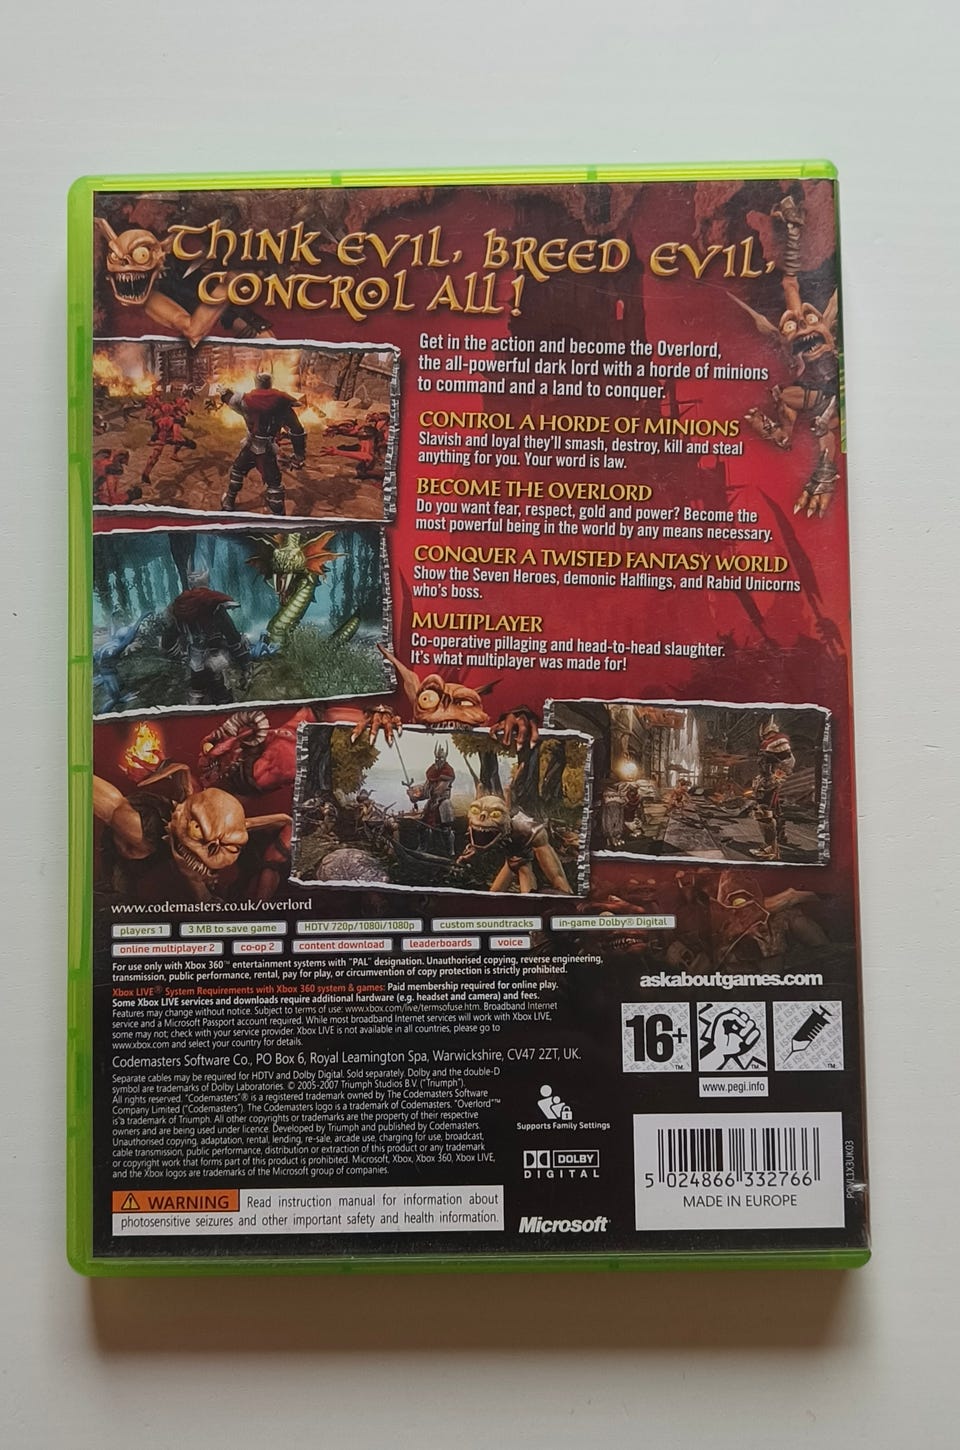 THINK EVIL, BREED EVIL,
CONTROL ALL!
Get in the action and become the Overlord,
the all-powerful dark lord with a horde of minions
to command and a land to conquer.
CONTROL A HORDE OF MINIONS
Slavish and loyal they'll smash, destroy, kill and steal
anything for you. Your word is law.
BECOME THE OVERLORD
Do you want fear, respect, gold and power? Become the
most powerful being in the world by any means necessary.
CONQUER A TWISTED FANTASY WORLD
Show the Seven Heroes, demonic Halflings, and Rabid Unicorns
who's boss.
MULTIPLAYER
Co-operative pillaging and head-to-head slaughter.
It's what multiplayer was made for!
www.codemasters.co.uk/overlord
players 1 3 MB to save game HDTV 720p/1080i/1080p custom soundtracks in-game Dolby® Digital
online multiplayer 2 co-op 2 content download leaderboards voice
For use only with Xbox 360™ entertainment systems with "PAL" designation. Unauthorised copying, reverse engineering,
transmission, public performance, rental, pay for play, or circumvention of copy protection is strictly prohibited.
Xbox LIVE® System Requirements with Xbox 360 system & games: Paid membership required for online play.
Some Xbox LIVE services and downloads require additional hardware (e.g. headset and camera) and fees.
Features may change without notice. Subject to terms of use: www.xbox.com/live/termsofuse.htm. Broadband Internet
service and a Microsoft Passport account required. While most broadband Internet services will work with Xbox LIVE,
some may not; check with your service provider. Xbox LIVE is not available in all countries, please go to
www.xbox.com and select your country for details.
Codemasters Software Co., PO Box 6, Royal Leamington Spa, Warwickshire, CV47 2ZT, UK.
Separate cables may be required for HDTV and Dolby Digital. Sold separately. Dolby and the double-D
symbol are trademarks of Dolby Laboratories. © 2005-2007 Triumph Studios B.V. ("Triumph").
All rights reserved. "Codemasters"® is a registered trademark owned by The Codemasters Software
Company Limited ("Codemasters"). The Codemasters logo is a trademark of Codemasters. "Overlord"™
is a trademark of Triumph. All other copyrights or trademarks are the property of their respective
owners and are being used under licence. Developed by Triumph and published by Codemasters.
Unauthorised copying, adaptation, rental, lending, re-sale, arcade use, charging for use, broadcast,
cable transmission, public performance, distribution or extraction of this product or any trademark
or copyright work that forms part of this product is prohibited. Microsoft, Xbox, Xbox 360, Xbox LIVE,
and the Xbox logos are trademarks of the Microsoft group of companies.
WARNING Read instruction manual for information about
photosensitive seizures and other important safety and health information.
askaboutgames.com
16+ ™
www.pegi.info
Supports Family Settings
DOLBY
DIGITAL
Microsoft®
5 024866 332766
MADE IN EUROPE